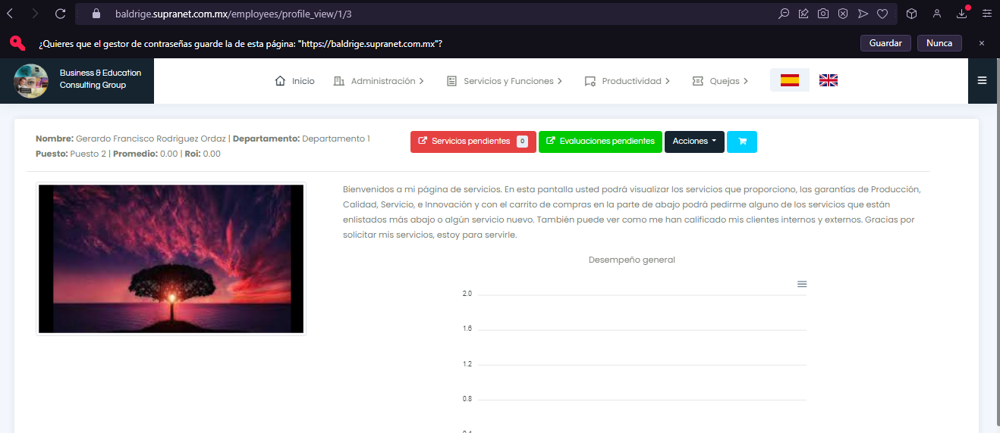 baldrige.supranet.com.mx/employees/profile_view/1/3
¿Quieres que el gestor de contraseñas guarde la de esta página: "https://baldrige.supranet.com.mx"?
Guardar
Nunca
Business & Education
Consulting Group
Inicio
Administración
Servicios y Funciones
Productividad
Quejas
Nombre: Gerardo Francisco Rodriguez Ordaz | Departamento: Departamento 1
Puesto: Puesto 2 | Promedio: 0.00 | Roi: 0.00
Servicios pendientes 0
Evaluaciones pendientes
Acciones
Bienvenidos a mi página de servicios. En esta pantalla usted podrá visualizar los servicios que proporciono, las garantías de Producción,
Calidad, Servicio, e Innovación y con el carrito de compras en la parte de abajo podrá pedirme alguno de los servicios que están
enlistados más abajo o algún servicio nuevo. También puede ver como me han calificado mis clientes internos y externos. Gracias por
solicitar mis servicios, estoy para servirle.
Desempeño general
2.0
1.6
1.2
0.8
0.4